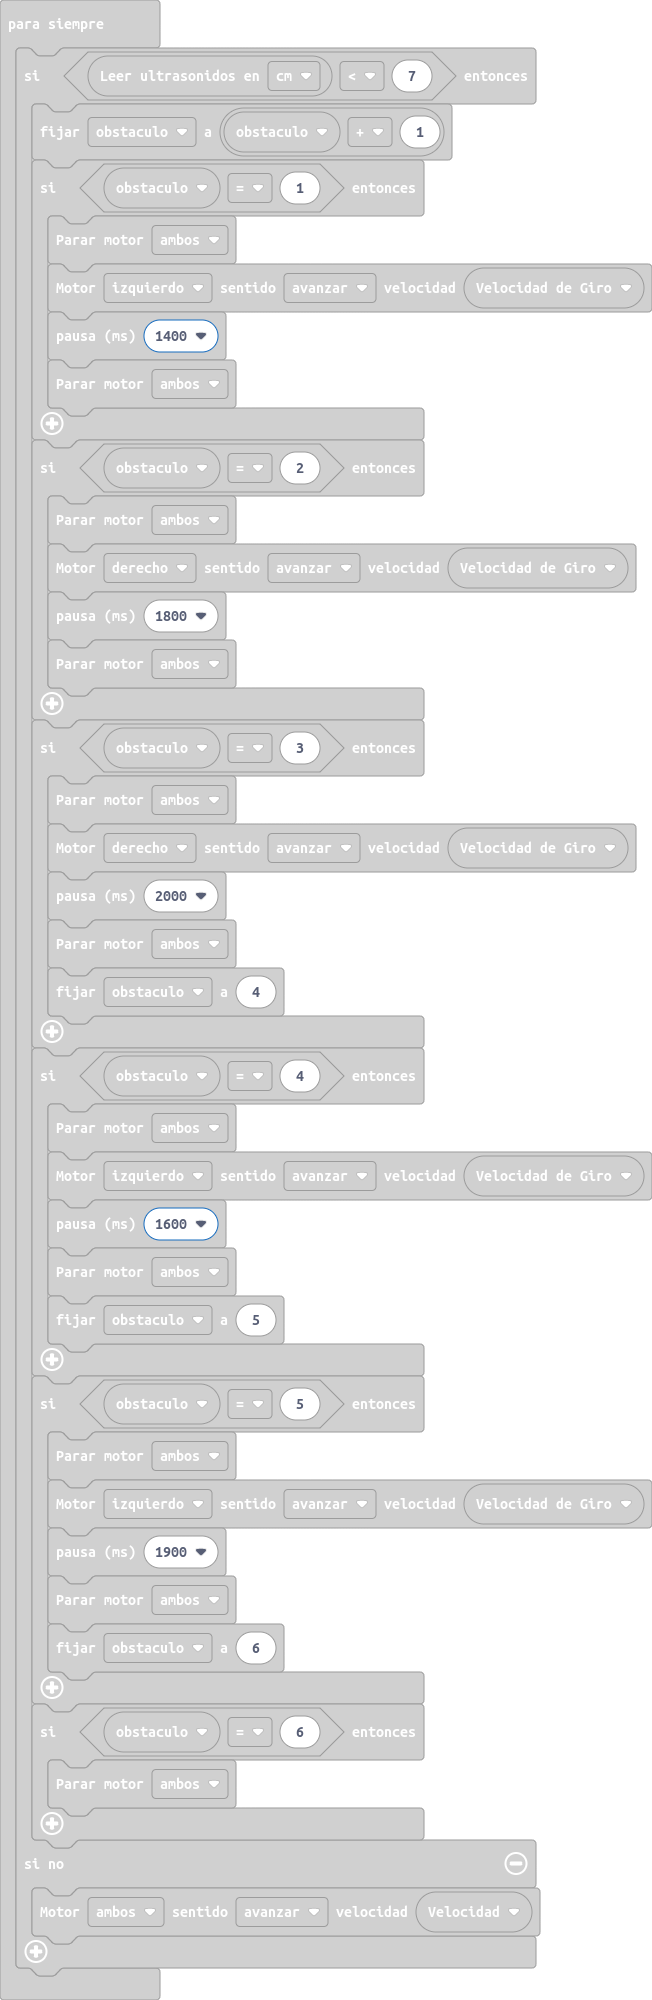 para siempre
si Leer ultrasonidos en cm < 7 entonces
fijar obstaculo a obstaculo + 1
si obstaculo = 1 entonces
Parar motor ambos
Motor izquierdo sentido avanzar velocidad Velocidad de Giro
pausa (ms) 1400
Parar motor ambos
si obstaculo = 2 entonces
Parar motor ambos
Motor derecho sentido avanzar velocidad Velocidad de Giro
pausa (ms) 1800
Parar motor ambos
si obstaculo = 3 entonces
Parar motor ambos
Motor derecho sentido avanzar velocidad Velocidad de Giro
pausa (ms) 2000
Parar motor ambos
fijar obstaculo a 4
si obstaculo = 4 entonces
Parar motor ambos
Motor izquierdo sentido avanzar velocidad Velocidad de Giro
pausa (ms) 1600
Parar motor ambos
fijar obstaculo a 5
si obstaculo = 5 entonces
Parar motor ambos
Motor izquierdo sentido avanzar velocidad Velocidad de Giro
pausa (ms) 1900
Parar motor ambos
fijar obstaculo a 6
si obstaculo = 6 entonces
Parar motor ambos
si no
Motor ambos sentido avanzar velocidad Velocidad